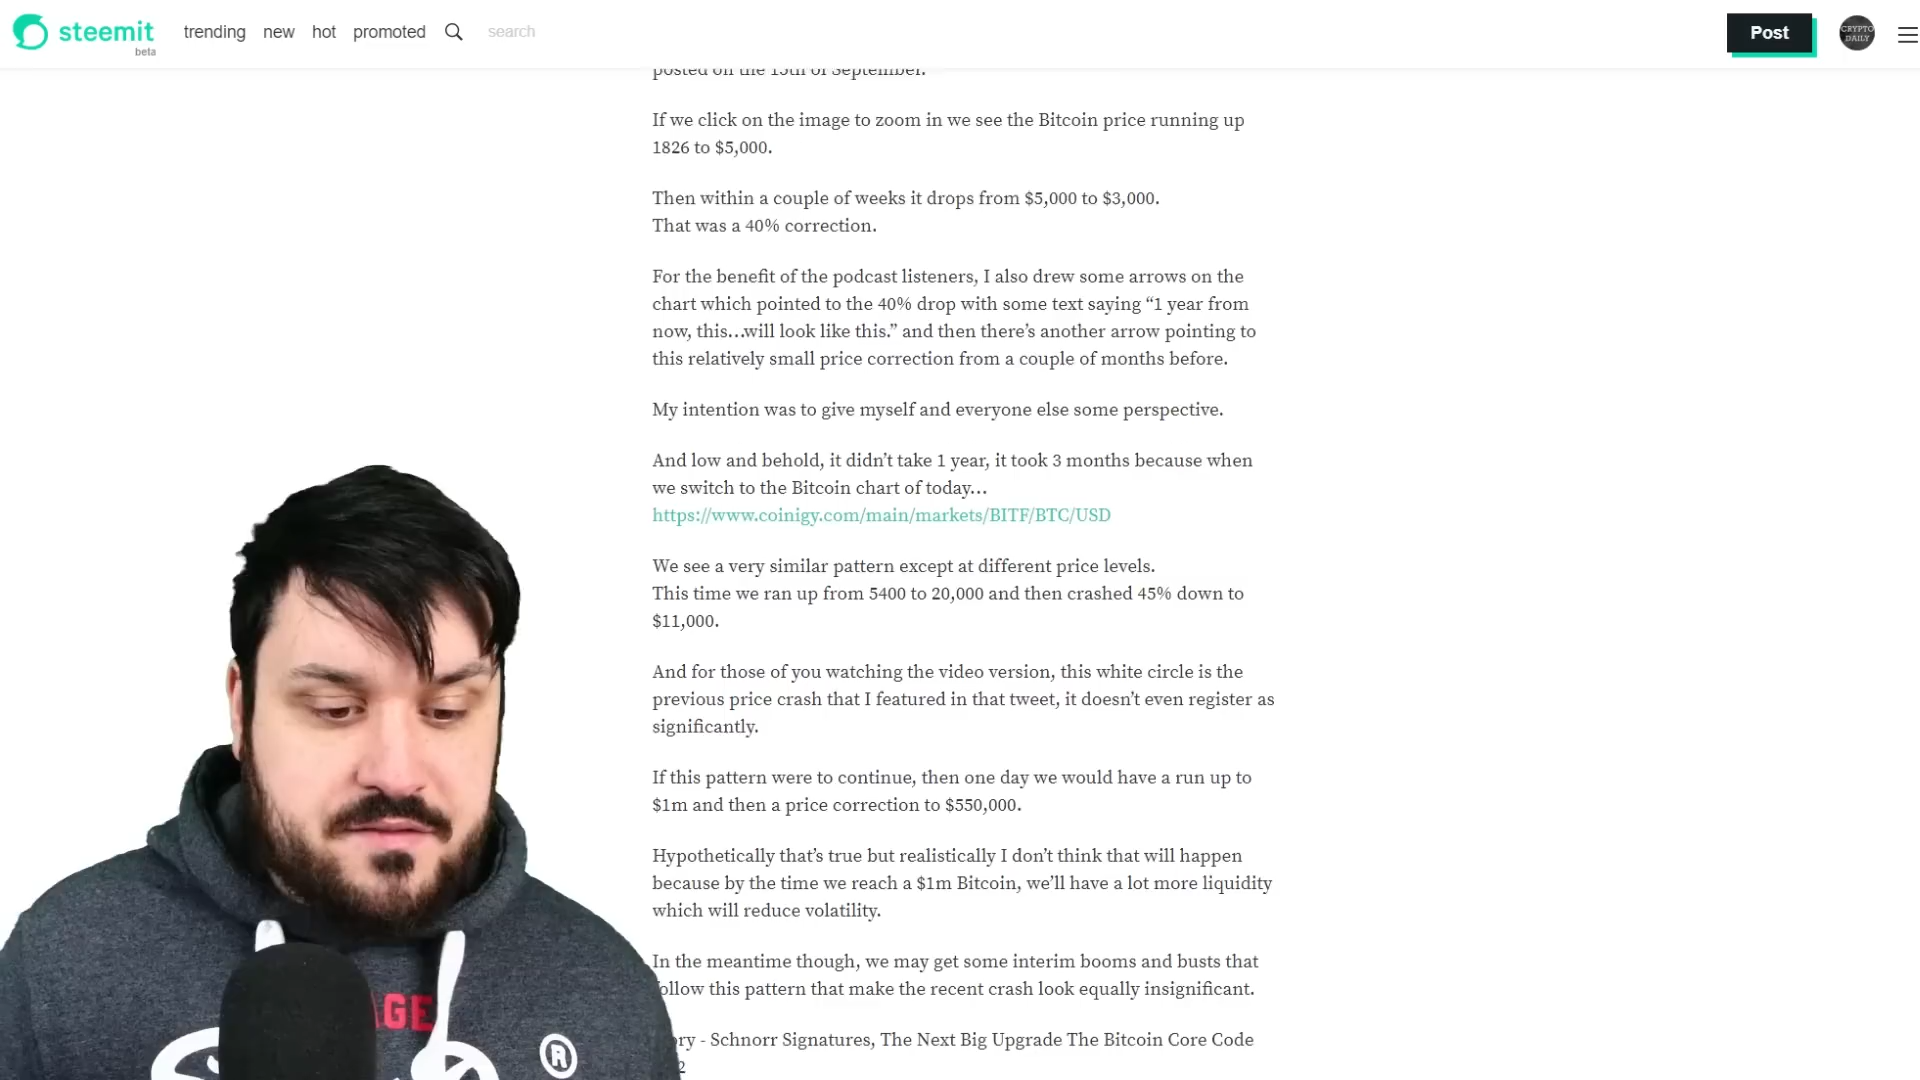 steemit
beta
trending new hot promoted search
Post
CRYPTO
DAILY
posted on the 15th of September.
If we click on the image to zoom in we see the Bitcoin price running up
1826 to $5,000.
Then within a couple of weeks it drops from $5,000 to $3,000.
That was a 40% correction.
For the benefit of the podcast listeners, I also drew some arrows on the
chart which pointed to the 40% drop with some text saying “1 year from
now, this…will look like this.” and then there’s another arrow pointing to
this relatively small price correction from a couple of months before.
My intention was to give myself and everyone else some perspective.
And low and behold, it didn’t take 1 year, it took 3 months because when
we switch to the Bitcoin chart of today…
https://www.coinigy.com/main/markets/BITF/BTC/USD
We see a very similar pattern except at different price levels.
This time we ran up from 5400 to 20,000 and then crashed 45% down to
$11,000.
And for those of you watching the video version, this white circle is the
previous price crash that I featured in that tweet, it doesn’t even register as
significantly.
If this pattern were to continue, then one day we would have a run up to
$1m and then a price correction to $550,000.
Hypothetically that’s true but realistically I don’t think that will happen
because by the time we reach a $1m Bitcoin, we’ll have a lot more liquidity
which will reduce volatility.
In the meantime though, we may get some interim booms and busts that
follow this pattern that make the recent crash look equally insignificant.
ory - Schnorr Signatures, The Next Big Upgrade The Bitcoin Core Code
2
AGE
®